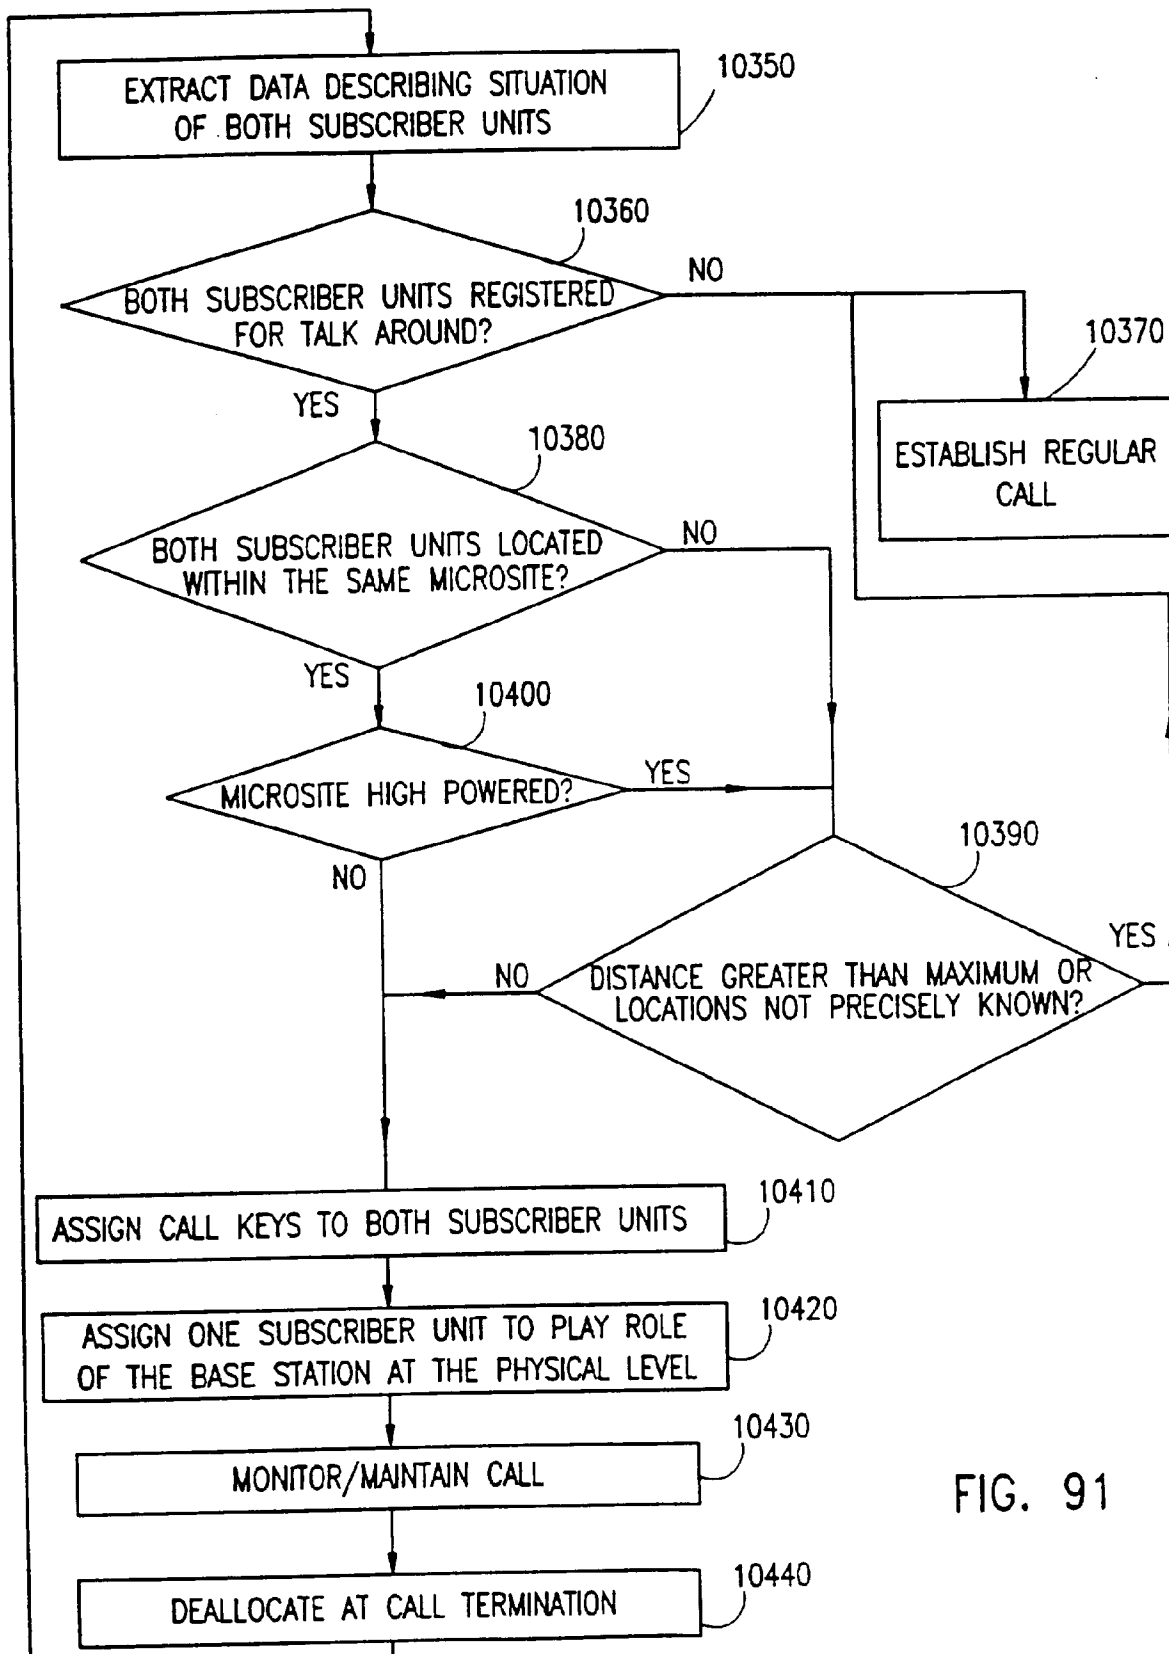 EXTRACT DATA DESCRIBING SITUATION
OF BOTH SUBSCRIBER UNITS
10350
10360
BOTH SUBSCRIBER UNITS REGISTERED
FOR TALK AROUND?
NO
YES
10370
ESTABLISH REGULAR
CALL
10380
BOTH SUBSCRIBER UNITS LOCATED
WITHIN THE SAME MICROSITE?
NO
YES
10400
MICROSITE HIGH POWERED?
YES
NO
10390
DISTANCE GREATER THAN MAXIMUM OR
LOCATIONS NOT PRECISELY KNOWN?
NO
YES
ASSIGN CALL KEYS TO BOTH SUBSCRIBER UNITS
10410
ASSIGN ONE SUBSCRIBER UNIT TO PLAY ROLE
OF THE BASE STATION AT THE PHYSICAL LEVEL
10420
MONITOR/MAINTAIN CALL
10430
DEALLOCATE AT CALL TERMINATION
10440
FIG. 91